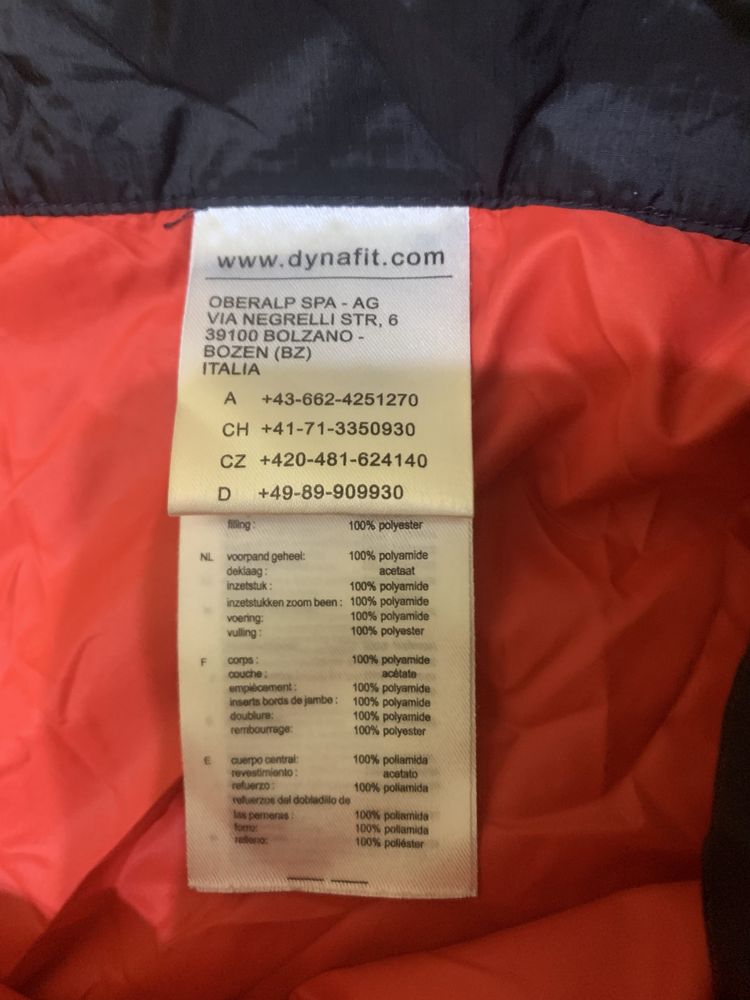 www.dynafit.com
OBERALP SPA - AG
VIA NEGRELLI STR, 6
39100 BOLZANO -
BOZEN (BZ)
ITALIA
A +43-662-4251270
CH +41-71-3350930
CZ +420-481-624140
D +49-89-909930
filling : 100% polyester
NL voorpand geheel: 100% polyamide
deklaag : acetaat
inzetstuk : 100% polyamide
inzetstukken zoom been : 100% polyamide
voering: 100% polyamide
vulling : 100% polyester
F corps : 100% polyamide
couche : acétate
empiècement : 100% polyamide
inserts bords de jambe : 100% polyamide
doublure: 100% polyamide
rembourrage: 100% polyester
E cuerpo central: 100% poliamida
revestimiento : acetato
refuerzo : 100% poliamida
refuerzos del dobladillo de
las perneras : 100% poliamida
forro: 100% poliamida
relleno: 100% poliéster